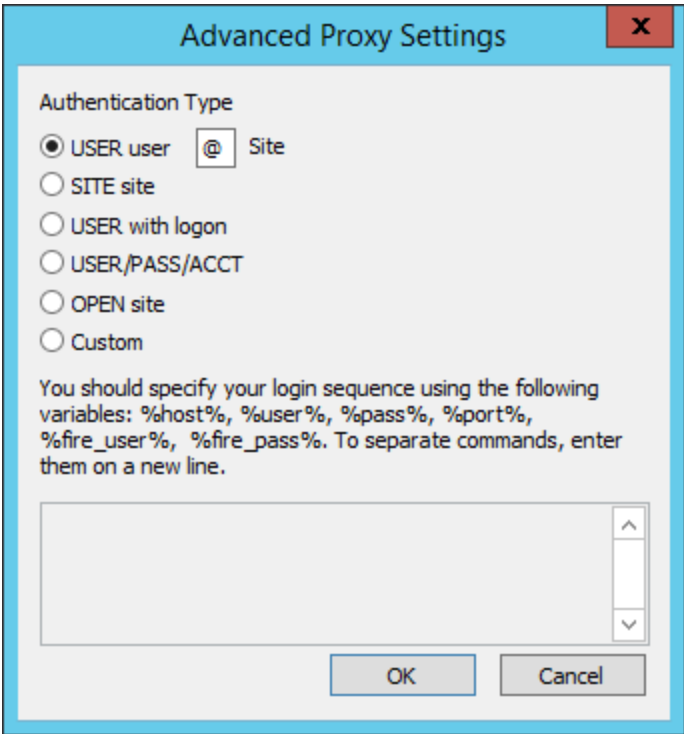 Advanced Proxy Settings
x
Authentication Type
USER user @ Site
SITE site
USER with logon
USER/PASS/ACCT
OPEN site
Custom
You should specify your login sequence using the following
variables: %host%, %user%, %pass%, %port%,
%fire_user%, %fire_pass%. To separate commands, enter
them on a new line.
OK Cancel